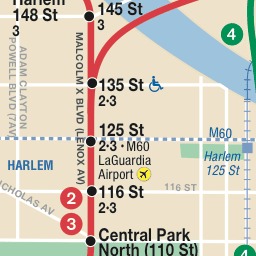 Harlem
148 St
3
145 St
3
ADAM CLAYTON
POWELL BLVD (7AV)
MALCOLM X BLVD (LENOX AV)
4
135 St
2•3
125 St
2•3 • M60
LaGuardia
Airport
M60
Harlem
125 St
HARLEM
NICHOLAS AV
2
116 St
2•3
116 ST
3
Central Park
North (110 St)
4